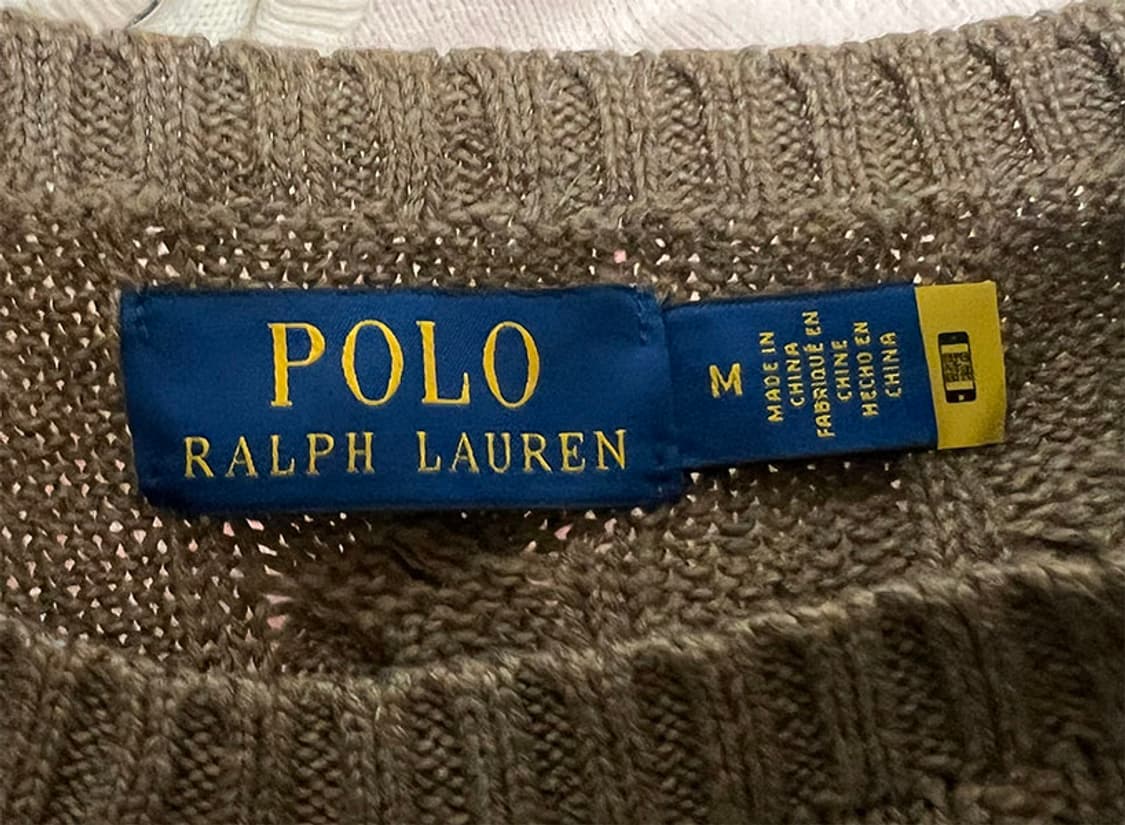 POLO
RALPH LAUREN
M
MADE IN
CHINA
FABRIQUÉ EN
CHINE
HECHO EN
CHINA